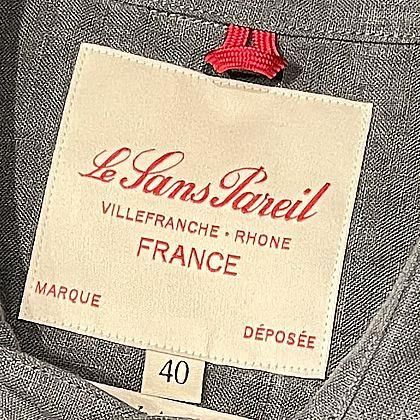 Le Sans Pareil
VILLEFRANCHE · RHONE
FRANCE
MARQUE DÉPOSÉE
40